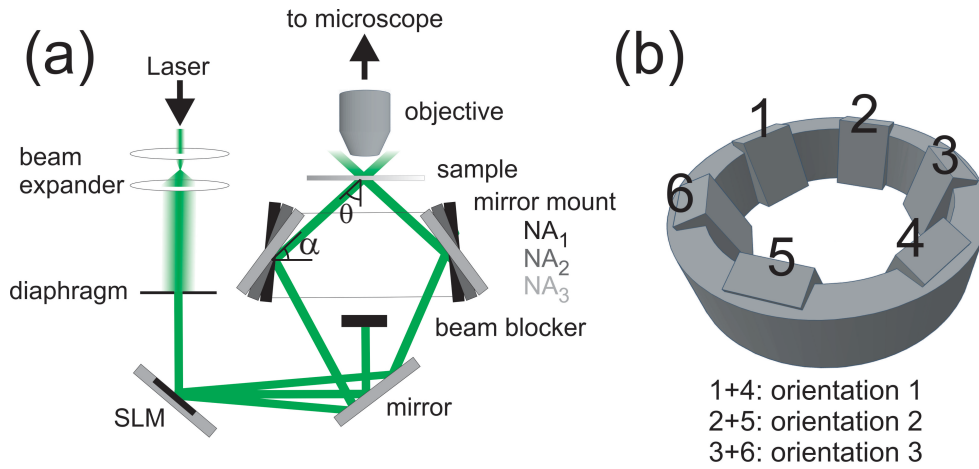 (a)
to microscope
Laser
objective
beam
expander
sample
θ
mirror mount
α
NA1
NA2
NA3
diaphragm
beam blocker
SLM
mirror
(b)
1
2
3
6
4
5
1+4: orientation 1
2+5: orientation 2
3+6: orientation 3